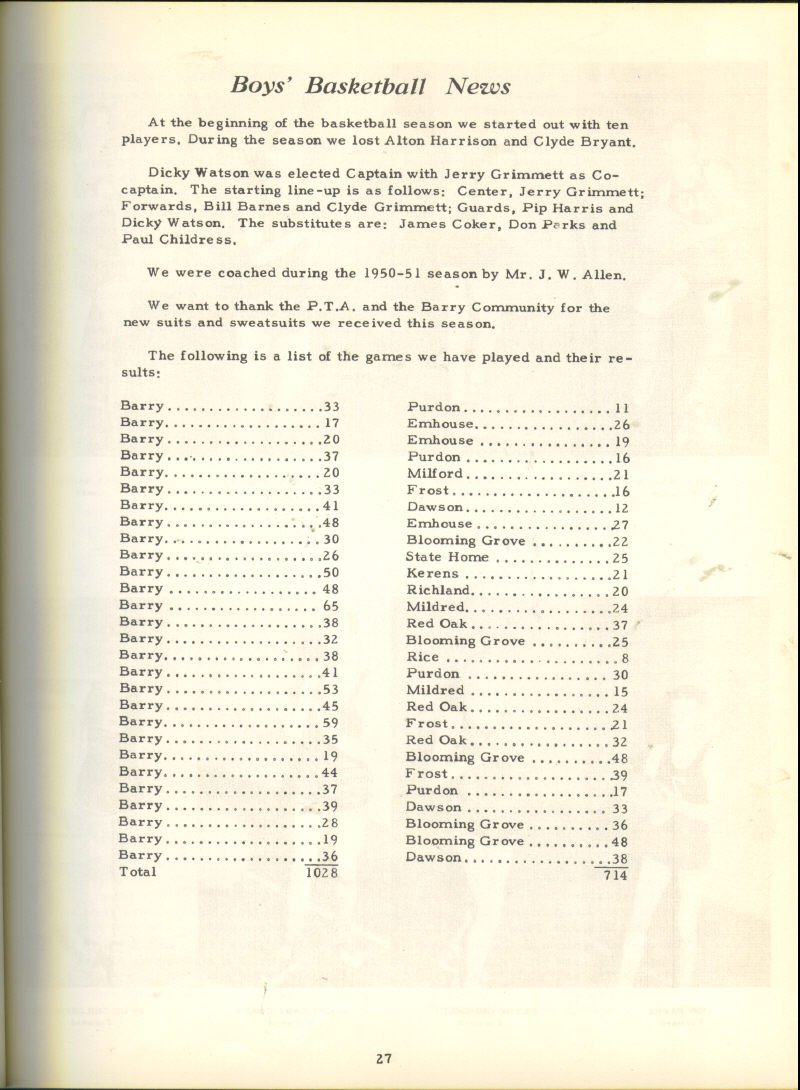 Boys' Basketball News
At the beginning of the basketball season we started out with ten
players. During the season we lost Alton Harrison and Clyde Bryant.
Dicky Watson was elected Captain with Jerry Grimmett as Co-
captain. The starting line-up is as follows: Center, Jerry Grimmett;
Forwards, Bill Barnes and Clyde Grimmett; Guards, Pip Harris and
Dicky Watson. The substitutes are: James Coker, Don Parks and
Paul Childress.
We were coached during the 1950-51 season by Mr. J. W. Allen.
We want to thank the P.T.A. and the Barry Community for the
new suits and sweatsuits we received this season.
The following is a list of the games we have played and their re-
sults:
Barry...................33 Purdon..................11
Barry...................17 Emhouse.................26
Barry...................20 Emhouse ................19
Barry...................37 Purdon ..................16
Barry...................20 Milford..................21
Barry...................33 Frost....................16
Barry...................41 Dawson..................12
Barry...................48 Emhouse.................27
Barry...................30 Blooming Grove ..........22
Barry...................26 State Home ..............25
Barry...................50 Kerens ..................21
Barry ..................48 Richland.................20
Barry ..................65 Mildred..................24
Barry...................38 Red Oak.................37
Barry...................32 Blooming Grove ..........25
Barry...................38 Rice .....................8
Barry...................41 Purdon .................30
Barry...................53 Mildred .................15
Barry...................45 Red Oak.................24
Barry...................59 Frost....................21
Barry...................35 Red Oak.................32
Barry...................19 Blooming Grove ..........48
Barry...................44 Frost....................39
Barry...................37 Purdon ..................17
Barry...................39 Dawson .................33
Barry...................28 Blooming Grove ..........36
Barry...................19 Blooming Grove ..........48
Barry...................36 Dawson..................38
Total 1028 714
27